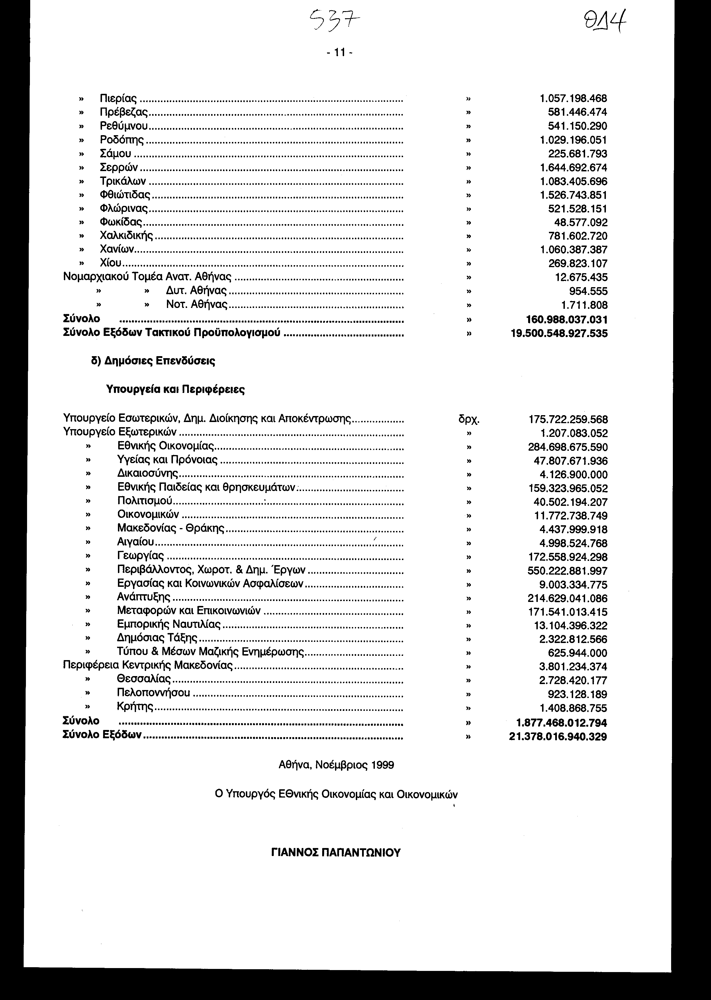 537 ΘΔ4
- 11 -
» Πιερίας » 1.057.198.468
» Πρέβεζας » 581.446.474
» Ρεθύμνου » 541.150.290
» Ροδόπης » 1.029.196.051
» Σάμου » 225.681.793
» Σερρών » 1.644.692.674
» Τρικάλων » 1.083.405.696
» Φθιώτιδας » 1.526.743.851
» Φλώρινας » 521.528.151
» Φωκίδας » 48.577.092
» Χαλκιδικής » 781.602.720
» Χανίων » 1.060.387.387
» Χίου » 269.823.107
Νομαρχιακού Τομέα Ανατ. Αθήνας » 12.675.435
» » Δυτ. Αθήνας » 954.555
» » Νοτ. Αθήνας » 1.711.808
Σύνολο » 160.988.037.031
Σύνολο Εξόδων Τακτικού Προϋπολογισμού » 19.500.548.927.535
δ) Δημόσιες Επενδύσεις
Υπουργεία και Περιφέρειες
Υπουργείο Εσωτερικών, Δημ. Διοίκησης και Αποκέντρωσης δρχ. 175.722.259.568
Υπουργείο Εξωτερικών » 1.207.083.052
» Εθνικής Οικονομίας » 284.698.675.590
» Υγείας και Πρόνοιας » 47.807.671.936
» Δικαιοσύνης » 4.126.900.000
» Εθνικής Παιδείας και θρησκευμάτων » 159.323.965.052
» Πολιτισμού » 40.502.194.207
» Οικονομικών » 11.772.738.749
» Μακεδονίας - Θράκης » 4.437.999.918
» Αιγαίου » 4.998.524.768
» Γεωργίας » 172.558.924.298
» Περιβάλλοντος, Χωροτ. & Δημ. Έργων » 550.222.881.997
» Εργασίας και Κοινωνικών Ασφαλίσεων » 9.003.334.775
» Ανάπτυξης » 214.629.041.086
» Μεταφορών και Επικοινωνιών » 171.541.013.415
» Εμπορικής Ναυτιλίας » 13.104.396.322
» Δημόσιας Τάξης » 2.322.812.566
» Τύπου & Μέσων Μαζικής Ενημέρωσης » 625.944.000
Περιφέρεια Κεντρικής Μακεδονίας » 3.801.234.374
» Θεσσαλίας » 2.728.420.177
» Πελοποννήσου » 923.128.189
» Κρήτης » 1.408.868.755
Σύνολο » 1.877.468.012.794
Σύνολο Εξόδων » 21.378.016.940.329
Αθήνα, Νοέμβριος 1999
Ο Υπουργός ΕΘνικής Οικονομίας και Οικονομικών
ΓΙΑΝΝΟΣ ΠΑΠΑΝΤΩΝΙΟΥ